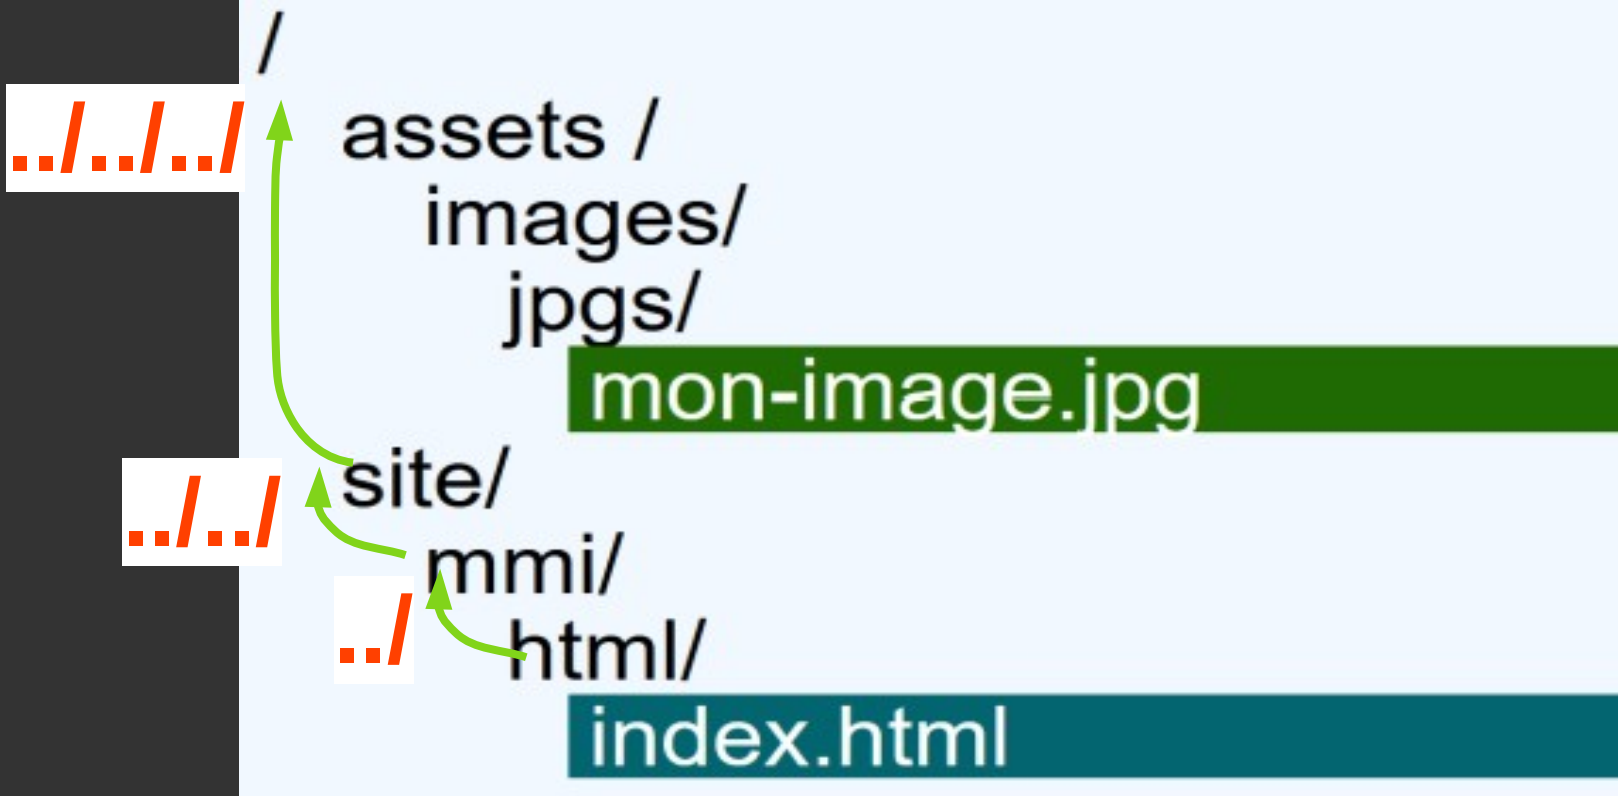 /
../../../
assets /
images/
jpgs/
mon-image.jpg
site/
../../
mmi/
../
html/
index.html